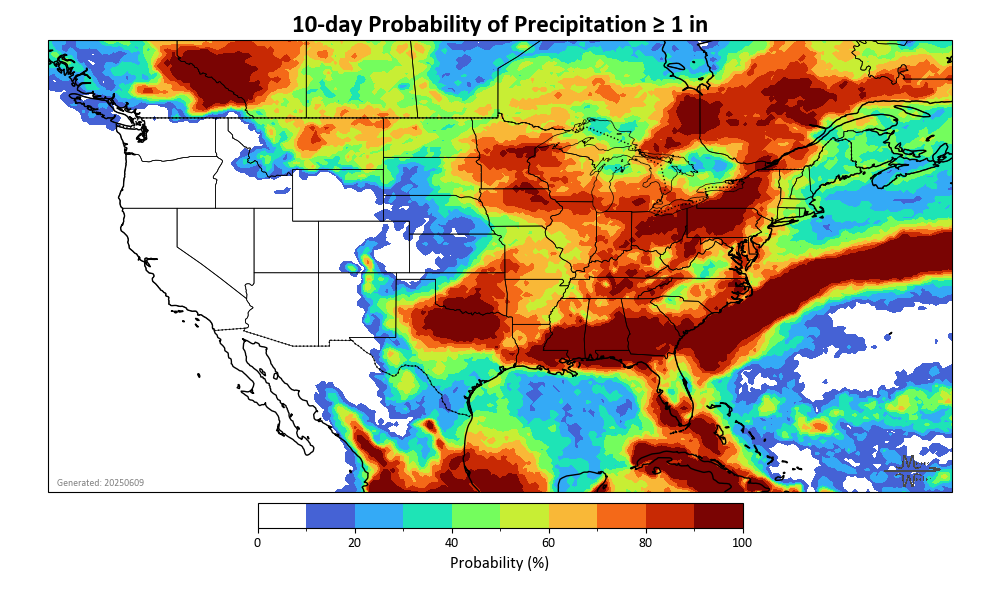 10-day Probability of Precipitation ≥ 1 in
Generated: 20250609
0 20 40 60 80 100
Probability (%)